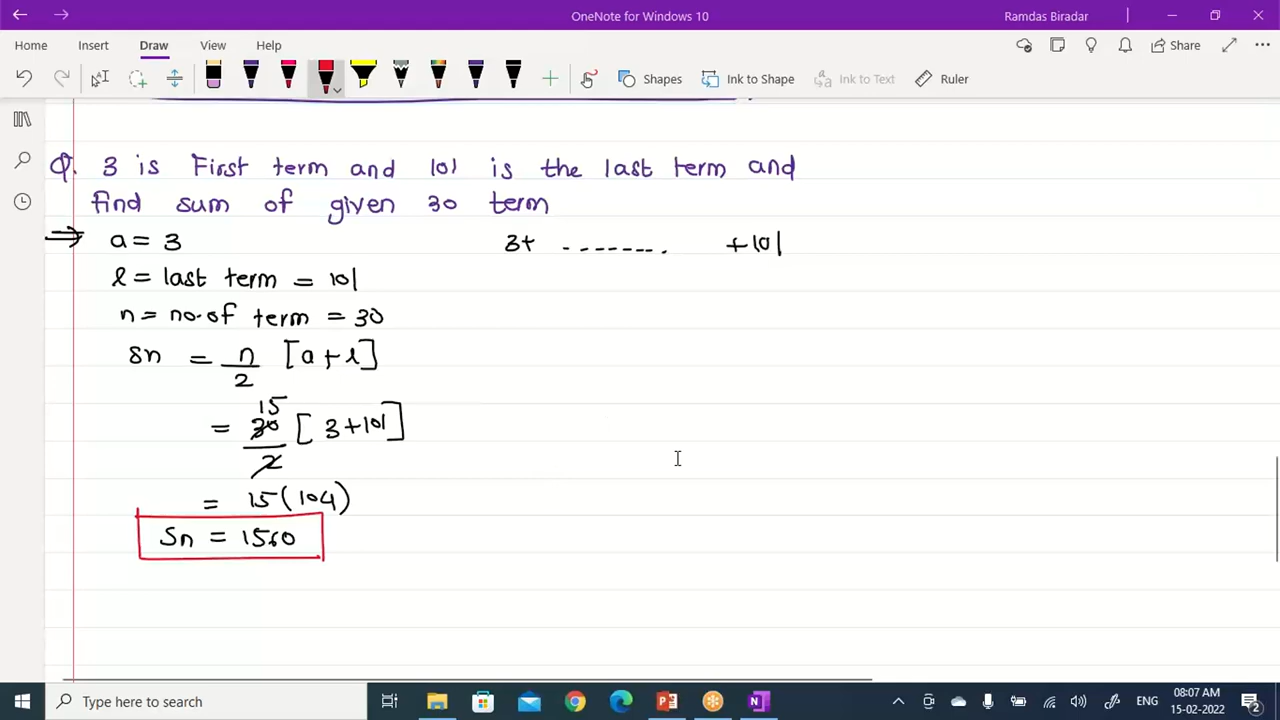 OneNote for Windows 10
Ramdas Biradar
Home Insert Draw View Help
Share
Shapes Ink to Shape Ink to Text Ruler
Q. 3 is First term and 101 is the last term and
find sum of given 30 term
⇒ a = 3 3+ -------. +101
l = last term = 101
n = no.of term = 30
Sn = n/2 [a+l]
15
= 30/2 [3+101]
= 15(104)
Sn = 1560
Type here to search
ENG
08:07 AM
15-02-2022
2